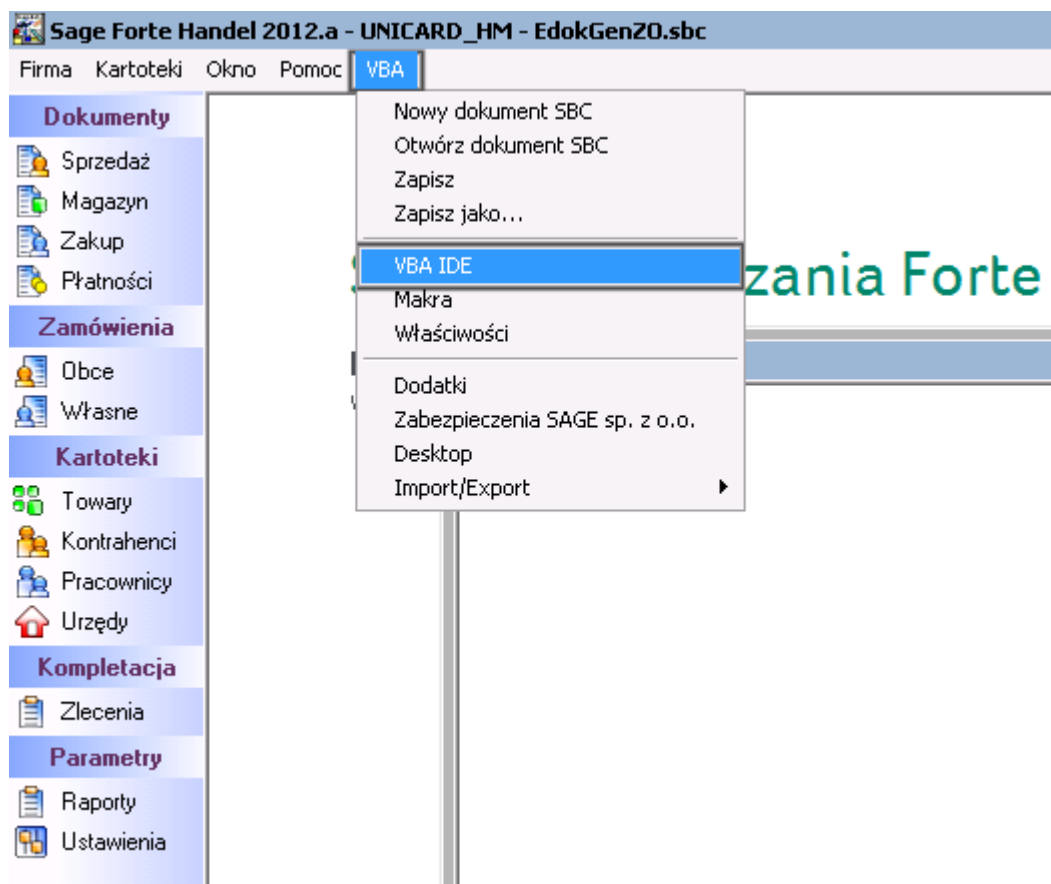 Sage Forte Handel 2012.a - UNICARD_HM - EdokGenZO.sbc
Firma Kartoteki Okno Pomoc VBA
Dokumenty
Sprzedaż
Magazyn
Zakup
Płatności
Zamówienia
Obce
Własne
Kartoteki
Towary
Kontrahenci
Pracownicy
Urzędy
Kompletacja
Zlecenia
Parametry
Raporty
Ustawienia
Nowy dokument SBC
Otwórz dokument SBC
Zapisz
Zapisz jako...
VBA IDE
Makra
Właściwości
Dodatki
Zabezpieczenia SAGE sp. z o.o.
Desktop
Import/Export
zania Forte